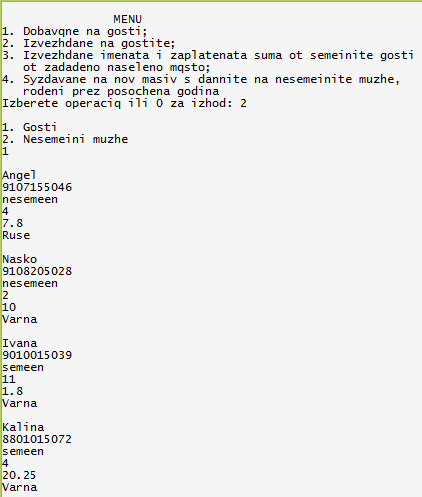 MENU
1. Dobavqne na gosti;
2. Izvezhdane na gostite;
3. Izvezhdane imenata i zaplatenata suma ot semeinite gosti
ot zadadeno naseleno mqsto;
4. Syzdavane na nov masiv s dannite na nesemeinite muzhe,
rodeni prez posochena godina
Izberete operaciq ili 0 za izhod: 2
1. Gosti
2. Nesemeini muzhe
1
Angel
9107155046
nesemeen
4
7.8
Ruse
Nasko
9108205028
nesemeen
2
10
Varna
Ivana
9010015039
semeen
11
1.8
Varna
Kalina
8801015072
semeen
4
20.25
Varna